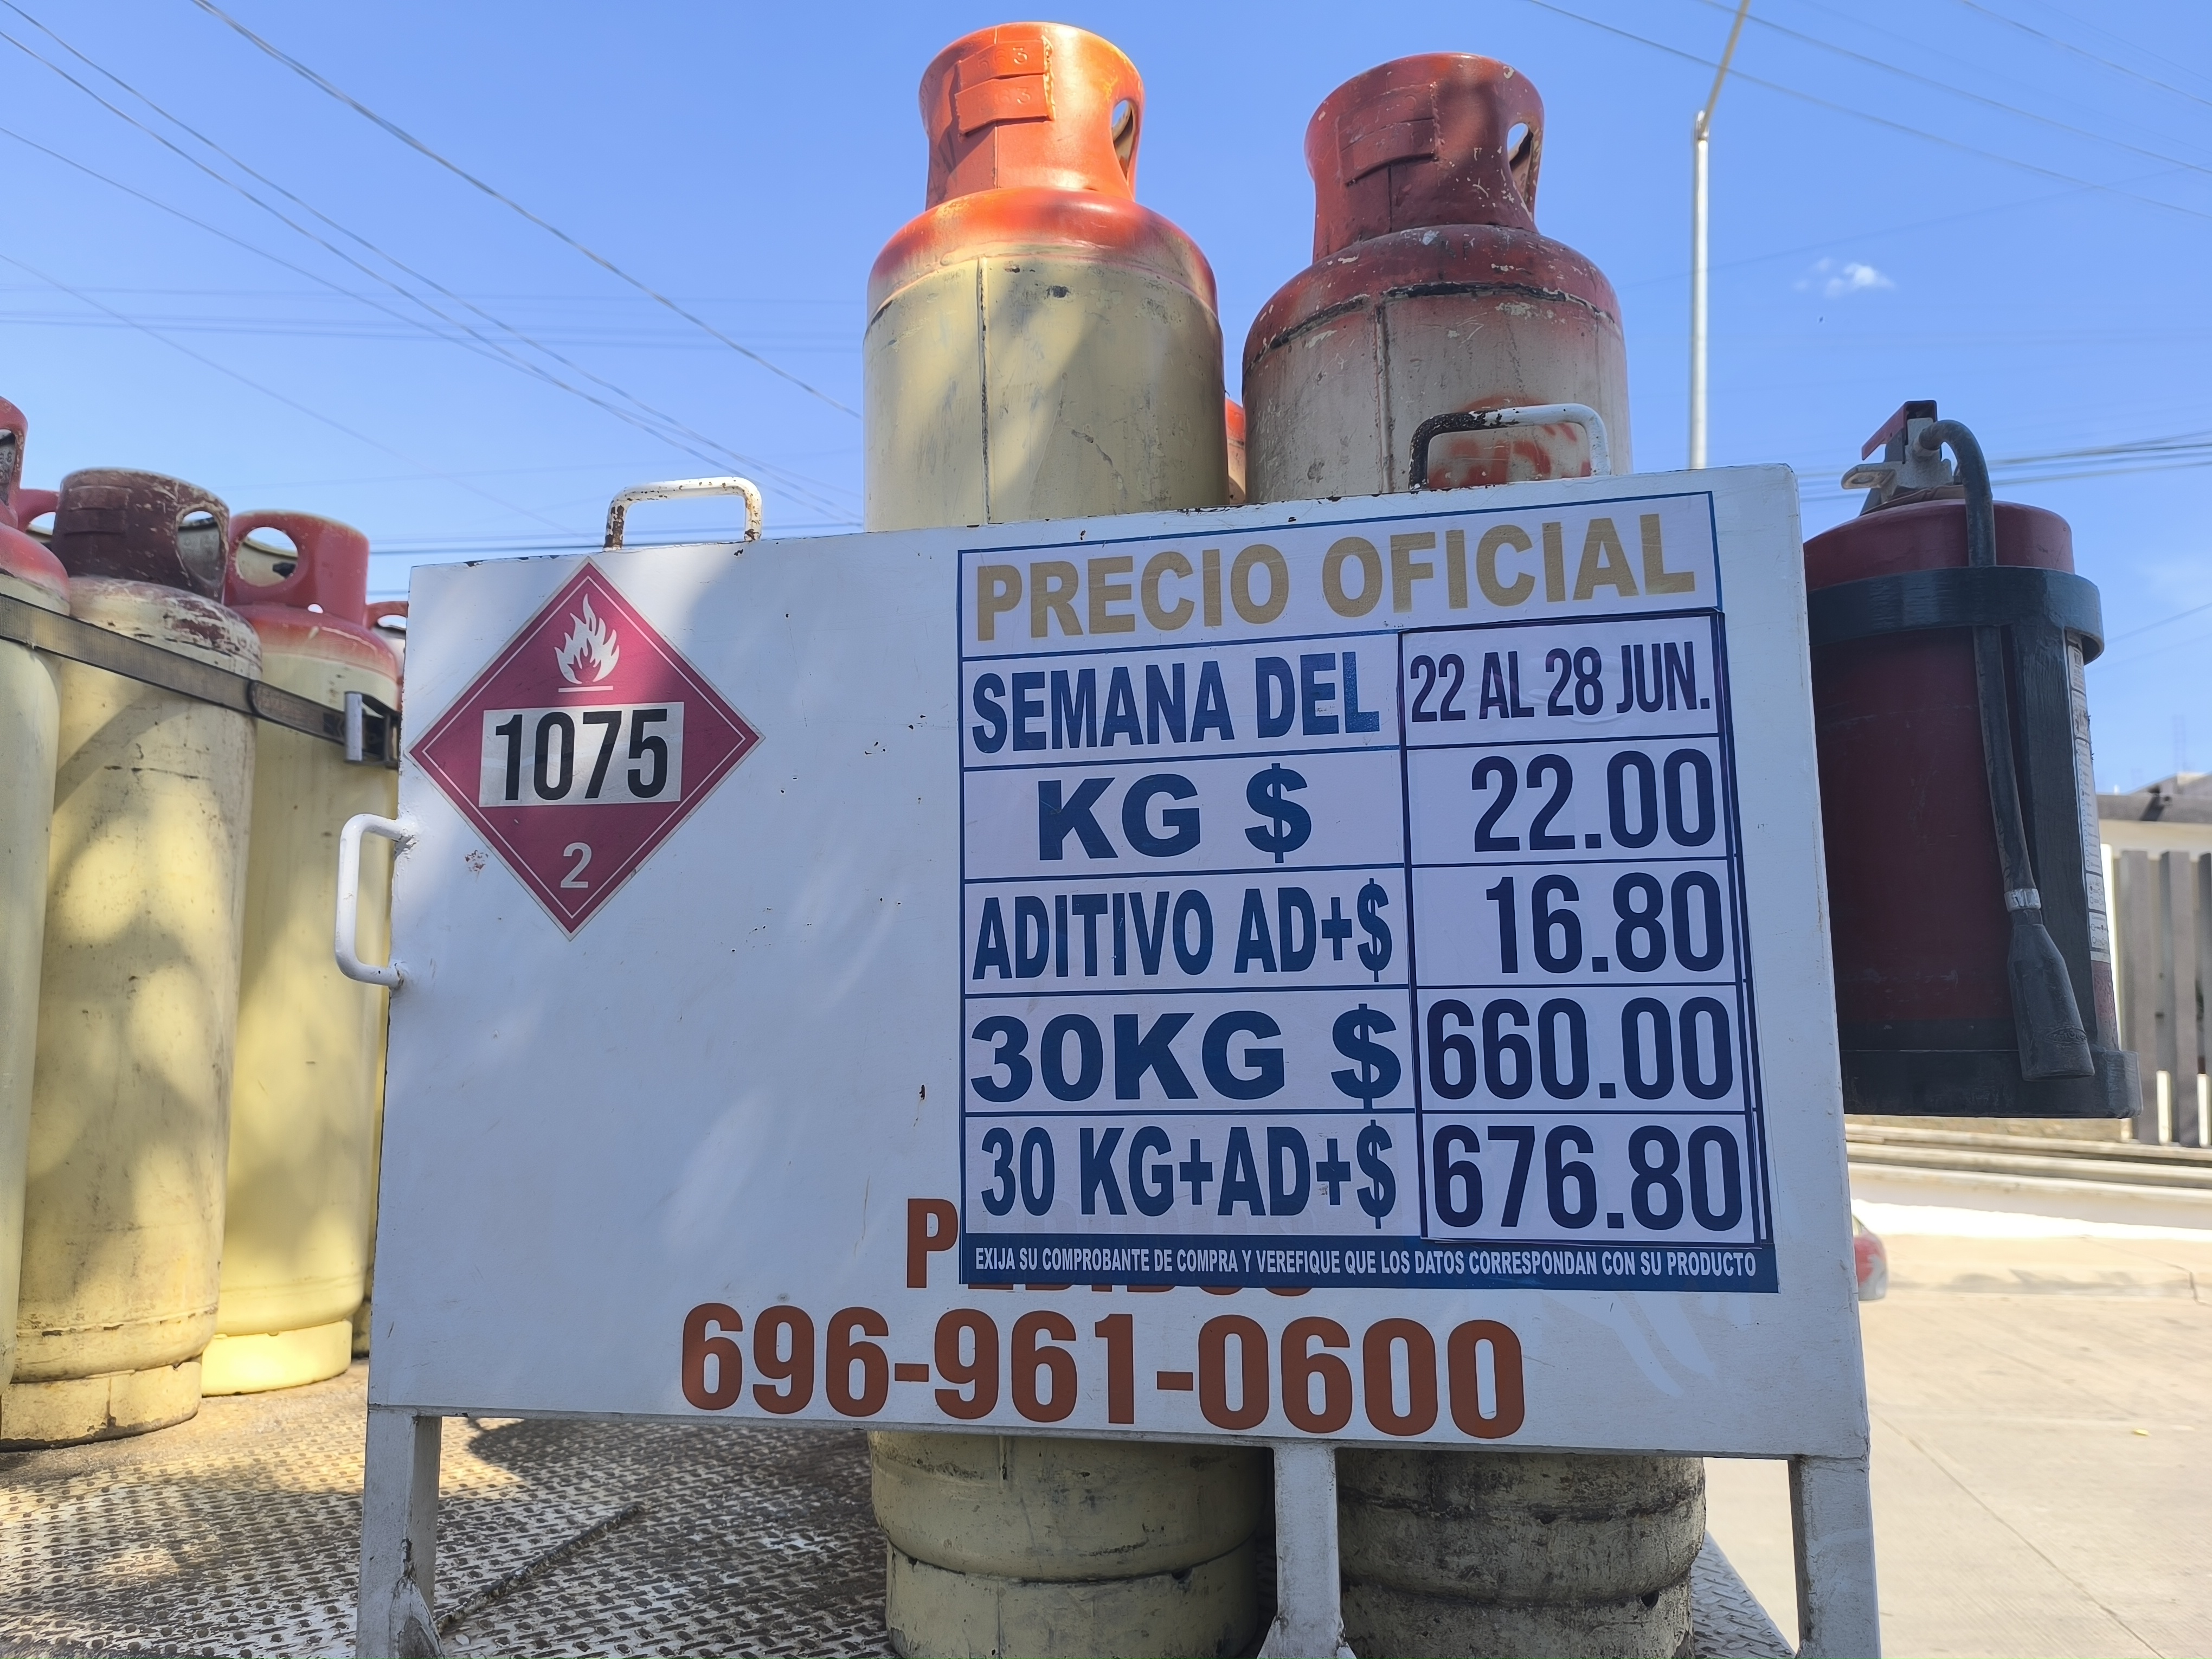 1075
2
PRECIO OFICIAL
SEMANA DEL 22 AL 28 JUN.
KG $ 22.00
ADITIVO AD+$ 16.80
30KG $ 660.00
30 KG+AD+$ 676.80
EXIJA SU COMPROBANTE DE COMPRA Y VEREFIQUE QUE LOS DATOS CORRESPONDAN CON SU PRODUCTO
696-961-0600